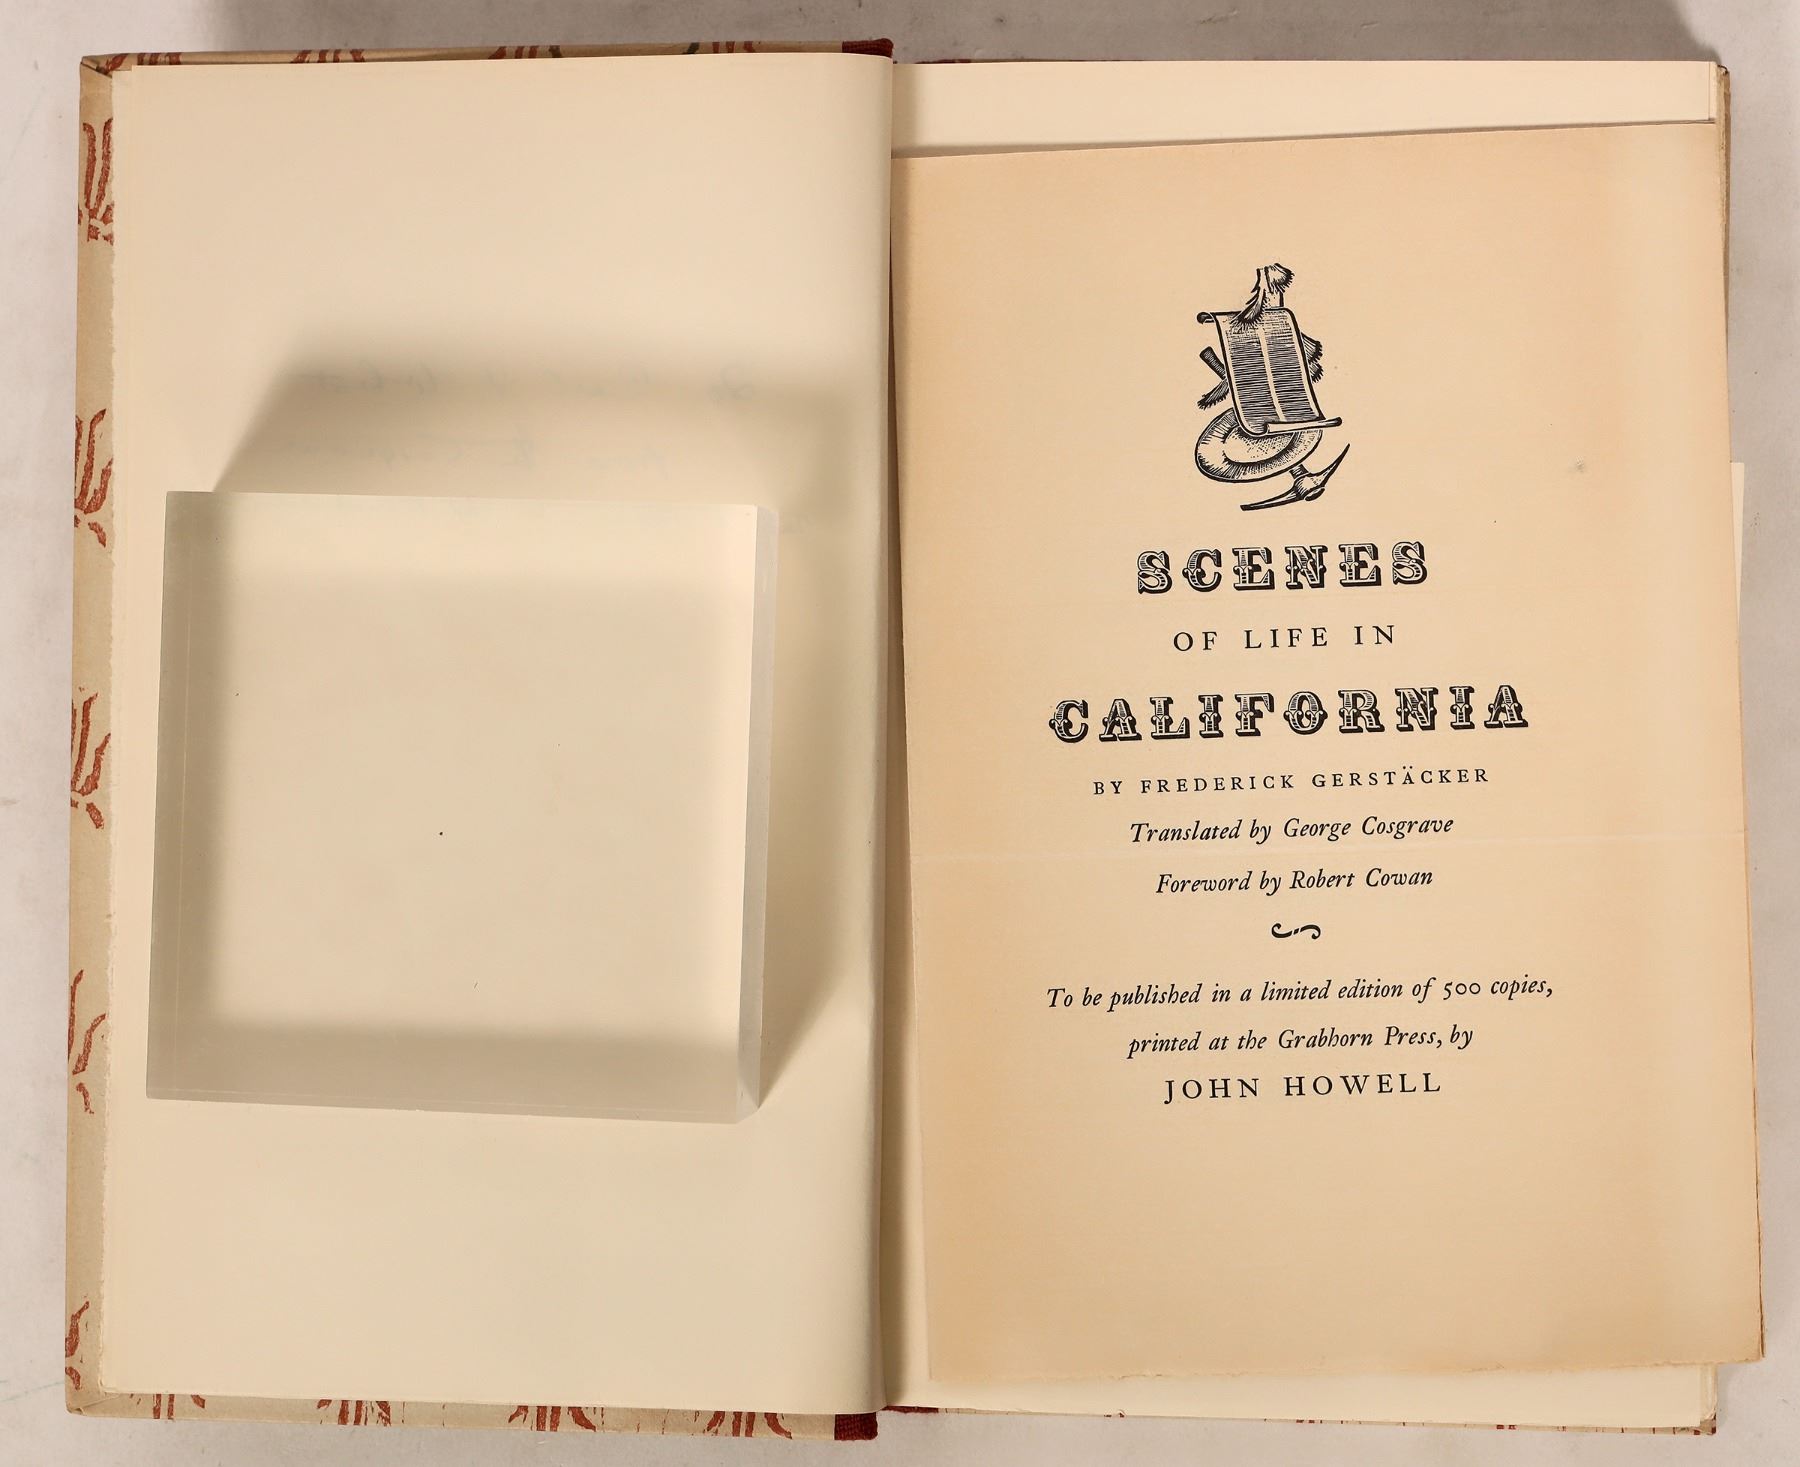 SCENES
OF LIFE IN
CALIFORNIA
BY FREDERICK GERSTÄCKER
Translated by George Cosgrave
Foreword by Robert Cowan
To be published in a limited edition of 500 copies,
printed at the Grabhorn Press, by
JOHN HOWELL